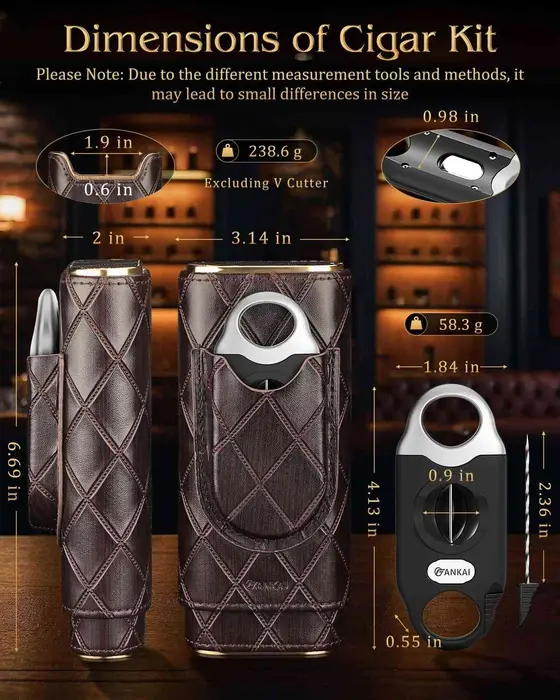 Dimensions of Cigar Kit
Please Note: Due to the different measurement tools and methods, it
may lead to small differences in size
0.98 in
1.9 in
0.6 in
238.6 g
Excluding V Cutter
2 in
3.14 in
58.3 g
1.84 in
6.69 in
4.13 in
0.9 in
2.36 in
FANKAI
FANKAI
0.55 in